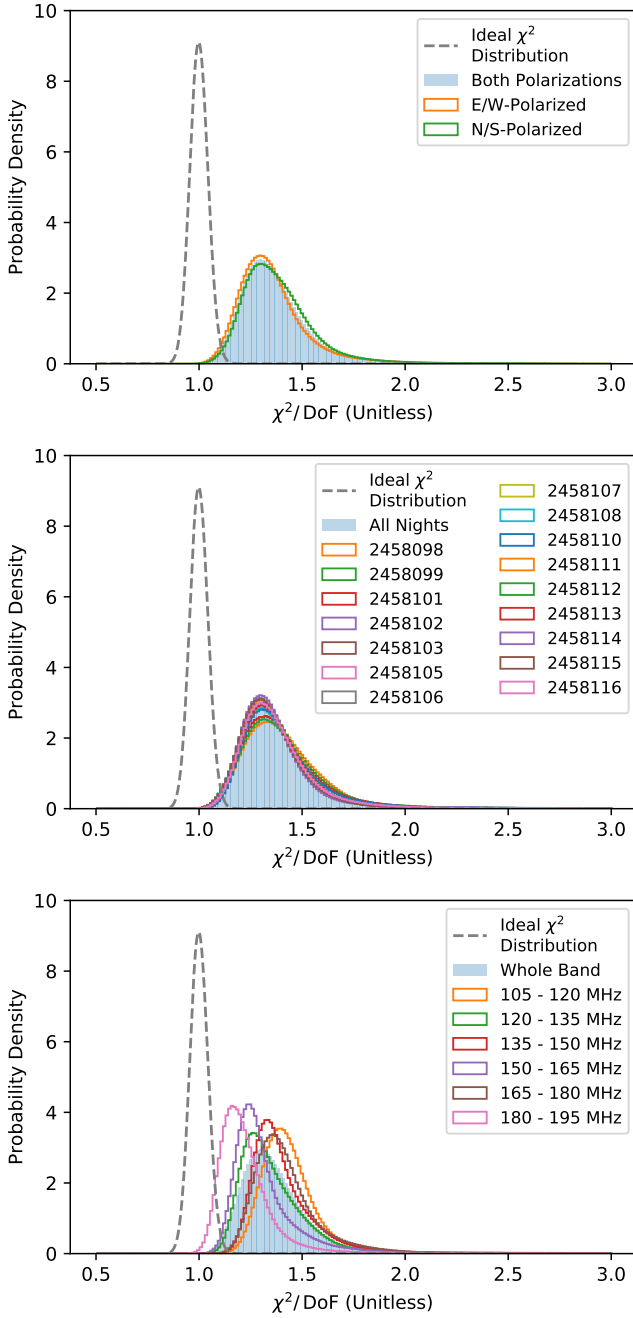 10
8
6
4
2
0
Probability Density
Ideal χ²
Distribution
Both Polarizations
E/W-Polarized
N/S-Polarized
0.5 1.0 1.5 2.0 2.5 3.0
χ²/DoF (Unitless)
10
8
6
4
2
0
Probability Density
Ideal χ²
Distribution
All Nights
2458098
2458099
2458101
2458102
2458103
2458105
2458106
2458107
2458108
2458110
2458111
2458112
2458113
2458114
2458115
2458116
0.5 1.0 1.5 2.0 2.5 3.0
χ²/DoF (Unitless)
10
8
6
4
2
0
Probability Density
Ideal χ²
Distribution
Whole Band
105 - 120 MHz
120 - 135 MHz
135 - 150 MHz
150 - 165 MHz
165 - 180 MHz
180 - 195 MHz
0.5 1.0 1.5 2.0 2.5 3.0
χ²/DoF (Unitless)